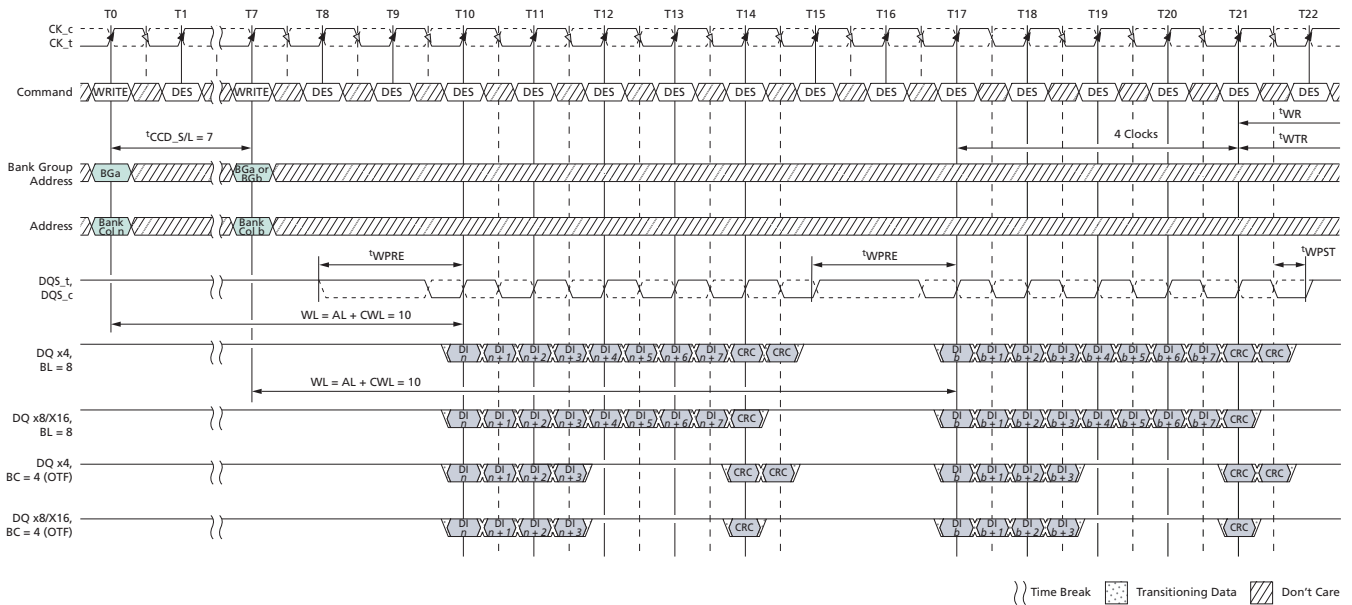 T0 T1 T7 T8 T9 T10 T11 T12 T13 T14 T15 T16 T17 T18 T19 T20 T21 T22
CK_c
CK_t
Command WRITE DES WRITE DES DES DES DES DES DES DES DES DES DES DES DES DES DES DES
tWR
tCCD_S/L = 7
4 Clocks
tWTR
Bank Group
Address
BGa
BGa or
BGb
Address
Bank
Col n
Bank
Col b
tWPRE tWPRE tWPST
DQS_t,
DQS_c
WL = AL + CWL = 10
DQ x4,
BL = 8
DI DI DI DI DI DI DI DI CRC CRC DI DI DI DI DI DI DI DI CRC CRC
n n + 1 n + 2 n + 3 n + 4 n + 5 n + 6 n + 7 b b + 1 b + 2 b + 3 b + 4 b + 5 b + 6 b + 7
WL = AL + CWL = 10
DQ x8/X16,
BL = 8
DI DI DI DI DI DI DI DI CRC DI DI DI DI DI DI DI DI CRC
n n + 1 n + 2 n + 3 n + 4 n + 5 n + 6 n + 7 b b + 1 b + 2 b + 3 b + 4 b + 5 b + 6 b + 7
DQ x4,
BC = 4 (OTF)
DI DI DI DI CRC CRC DI DI DI DI CRC CRC
n n + 1 n + 2 n + 3 b b + 1 b + 2 b + 3
DQ x8/X16,
BC = 4 (OTF)
DI DI DI DI CRC DI DI DI DI CRC
n n + 1 n + 2 n + 3 b b + 1 b + 2 b + 3
Time Break Transitioning Data Don't Care